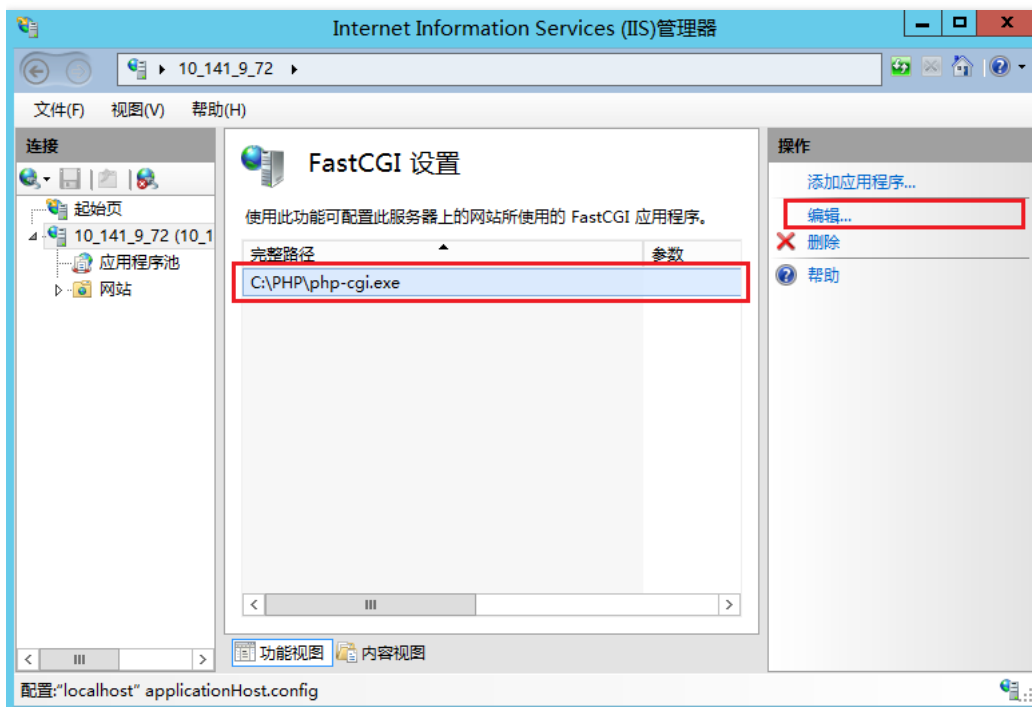 Internet Information Services (IIS)管理器
10_141_9_72
文件(F) 视图(V) 帮助(H)
连接
起始页
10_141_9_72 (10_1
应用程序池
网站
FastCGI 设置
使用此功能可配置此服务器上的网站所使用的 FastCGI 应用程序。
完整路径 参数
C:\PHP\php-cgi.exe
功能视图 内容视图
操作
添加应用程序...
编辑...
删除
帮助
配置:"localhost" applicationHost.config